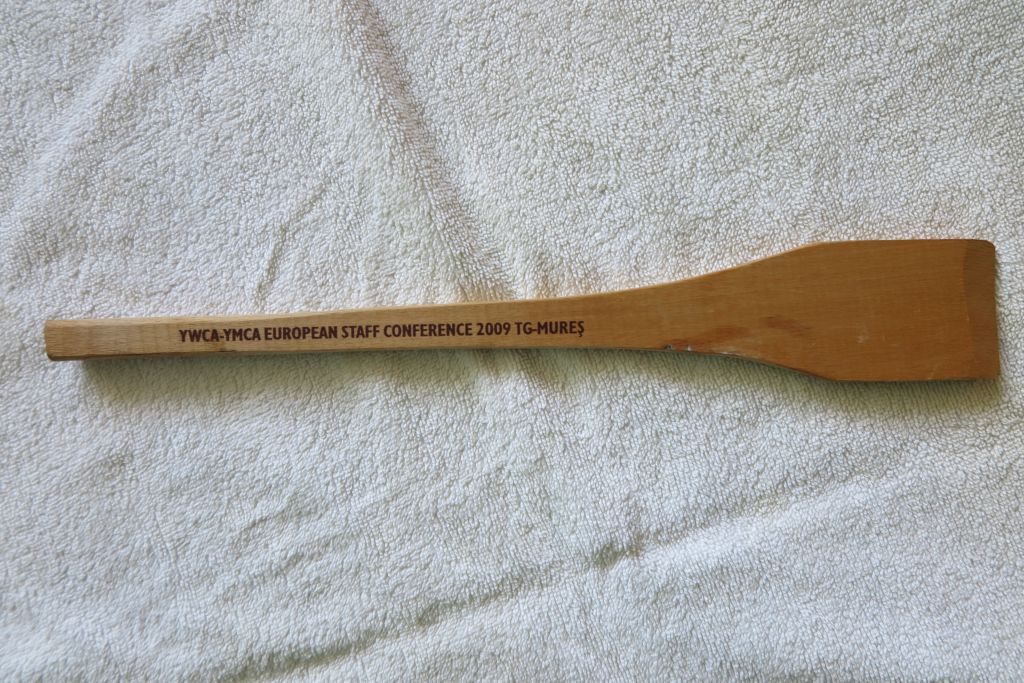 YWCA-YMCA EUROPEAN STAFF CONFERENCE 2009 TG-MUREŞ